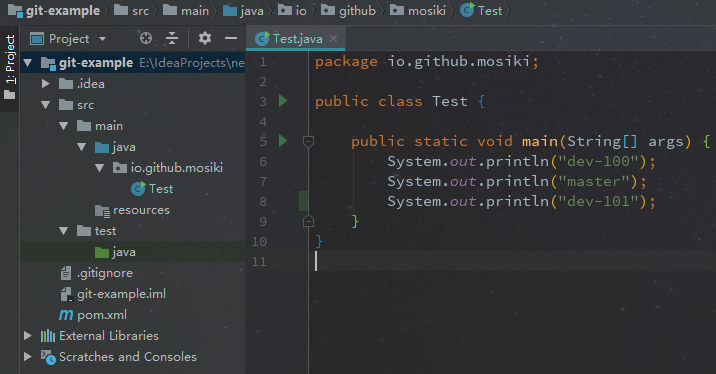 git-example src main java io github mosiki Test
1: Project
Project
Test.java
git-example E:\IdeaProjects\ne
.idea
src
main
java
io.github.mosiki
Test
resources
test
java
.gitignore
git-example.iml
pom.xml
External Libraries
Scratches and Consoles
1 package io.github.mosiki;
2
3 public class Test {
4
5 public static void main(String[] args) {
6 System.out.println("dev-100");
7 System.out.println("master");
8 System.out.println("dev-101");
9 }
10 }
11